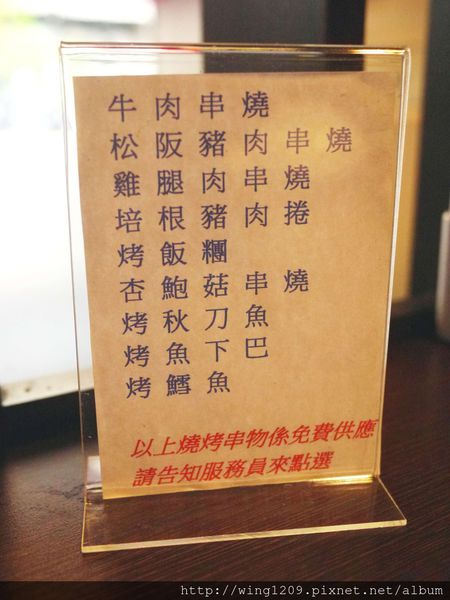 牛肉串燒
松阪豬肉串燒
雞腿肉串燒
培根豬肉捲
烤飯糰
杏鮑菇串燒
烤秋刀魚
烤魚下巴
烤鱈魚
以上燒烤串物係免費供應
請告知服務員來點選
http://wing1209.pixnet.net/album